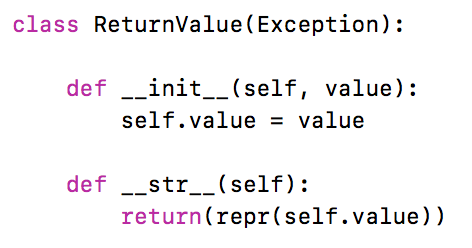 class ReturnValue(Exception):
def __init__(self, value):
self.value = value
def __str__(self):
return(repr(self.value))